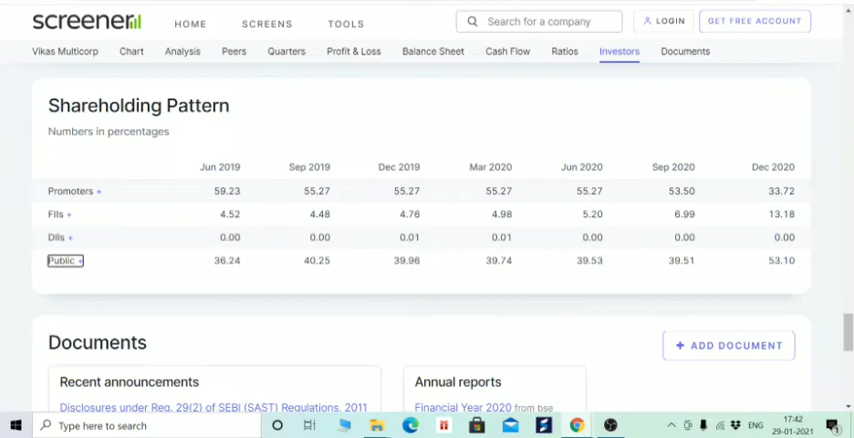 screener HOME SCREENS TOOLS Search for a company LOGIN GET FREE ACCOUNT
Vikas Multicorp Chart Analysis Peers Quarters Profit & Loss Balance Sheet Cash Flow Ratios Investors Documents
Shareholding Pattern
Numbers in percentages
Jun 2019 Sep 2019 Dec 2019 Mar 2020 Jun 2020 Sep 2020 Dec 2020
Promoters + 59.23 55.27 55.27 55.27 55.27 53.50 33.72
FIIs + 4.52 4.48 4.76 4.98 5.20 6.99 13.18
DIIs + 0.00 0.00 0.01 0.01 0.00 0.00 0.00
Public + 36.24 40.25 39.96 39.74 39.53 39.51 53.10
Documents + ADD DOCUMENT
Recent announcements Annual reports
Disclosures under Reg. 29(2) of SEBI (SAST) Regulations, 2011 Financial Year 2020 from bse
Type here to search ENG 17:42
29-01-2021